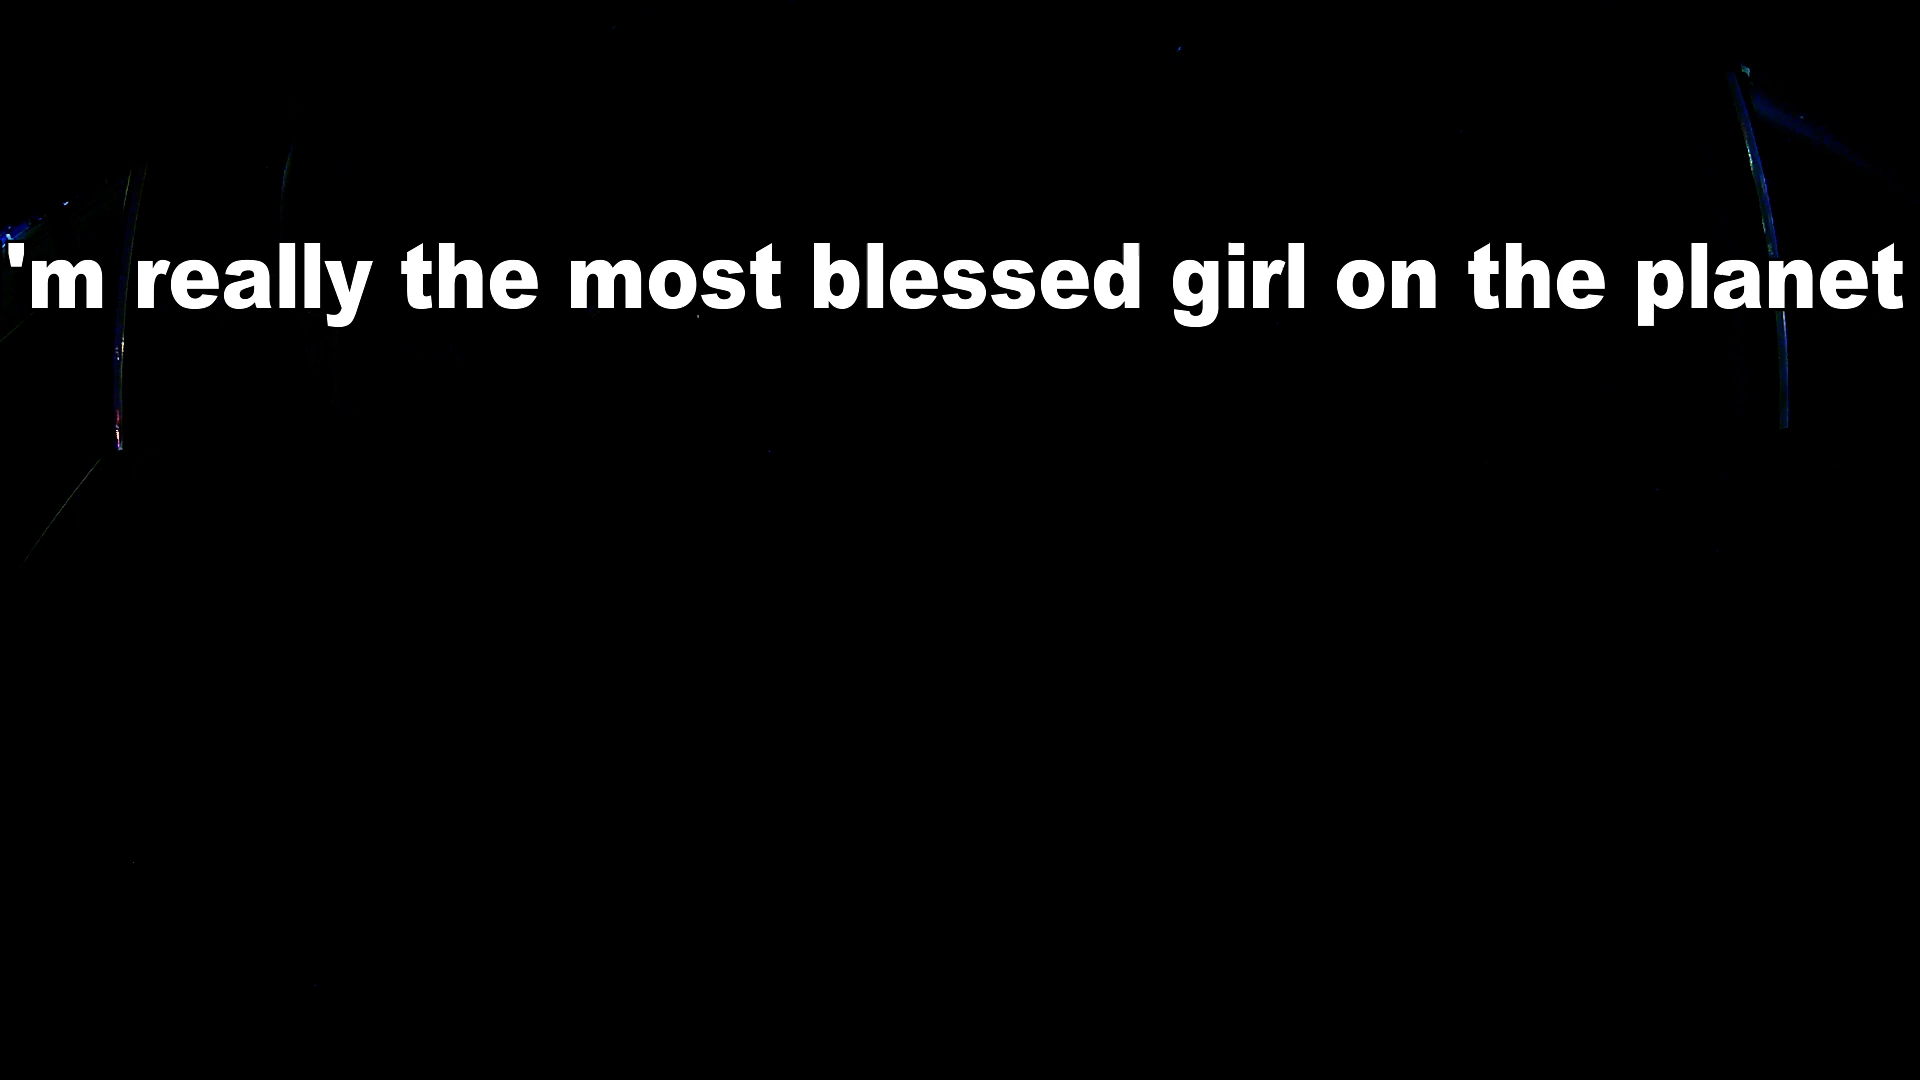 'm really the most blessed girl on the planet